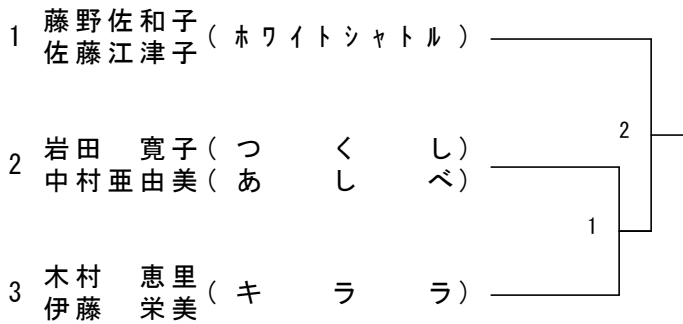 1 藤野佐和子
佐藤江津子 (ホワイトシャトル)
2
2 岩田 寛子(つくし)
中村亜由美(あしべ)
1
3 木村 恵里
伊藤 栄美 (キララ)